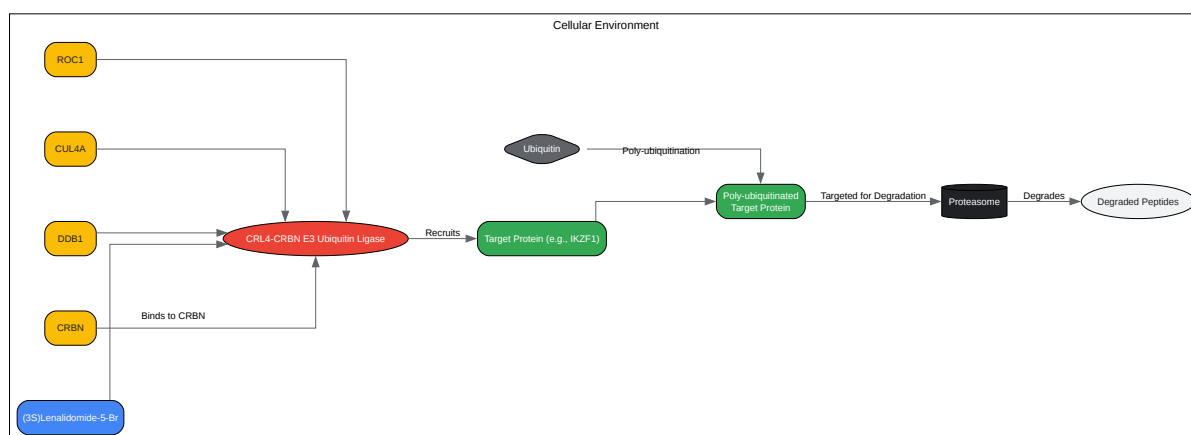 Cellular Environment
ROC1
CUL4A
Ubiquitin
Poly-ubiquitination
Poly-ubiquitinated
Target Protein
Targeted for Degradation
Proteasome
Degrades
Degraded Peptides
DDB1
CRL4-CRBN E3 Ubiquitin Ligase
Recruits
Target Protein (e.g., IKZF1)
CRBN
Binds to CRBN
(3S)Lenalidomide-5-Br